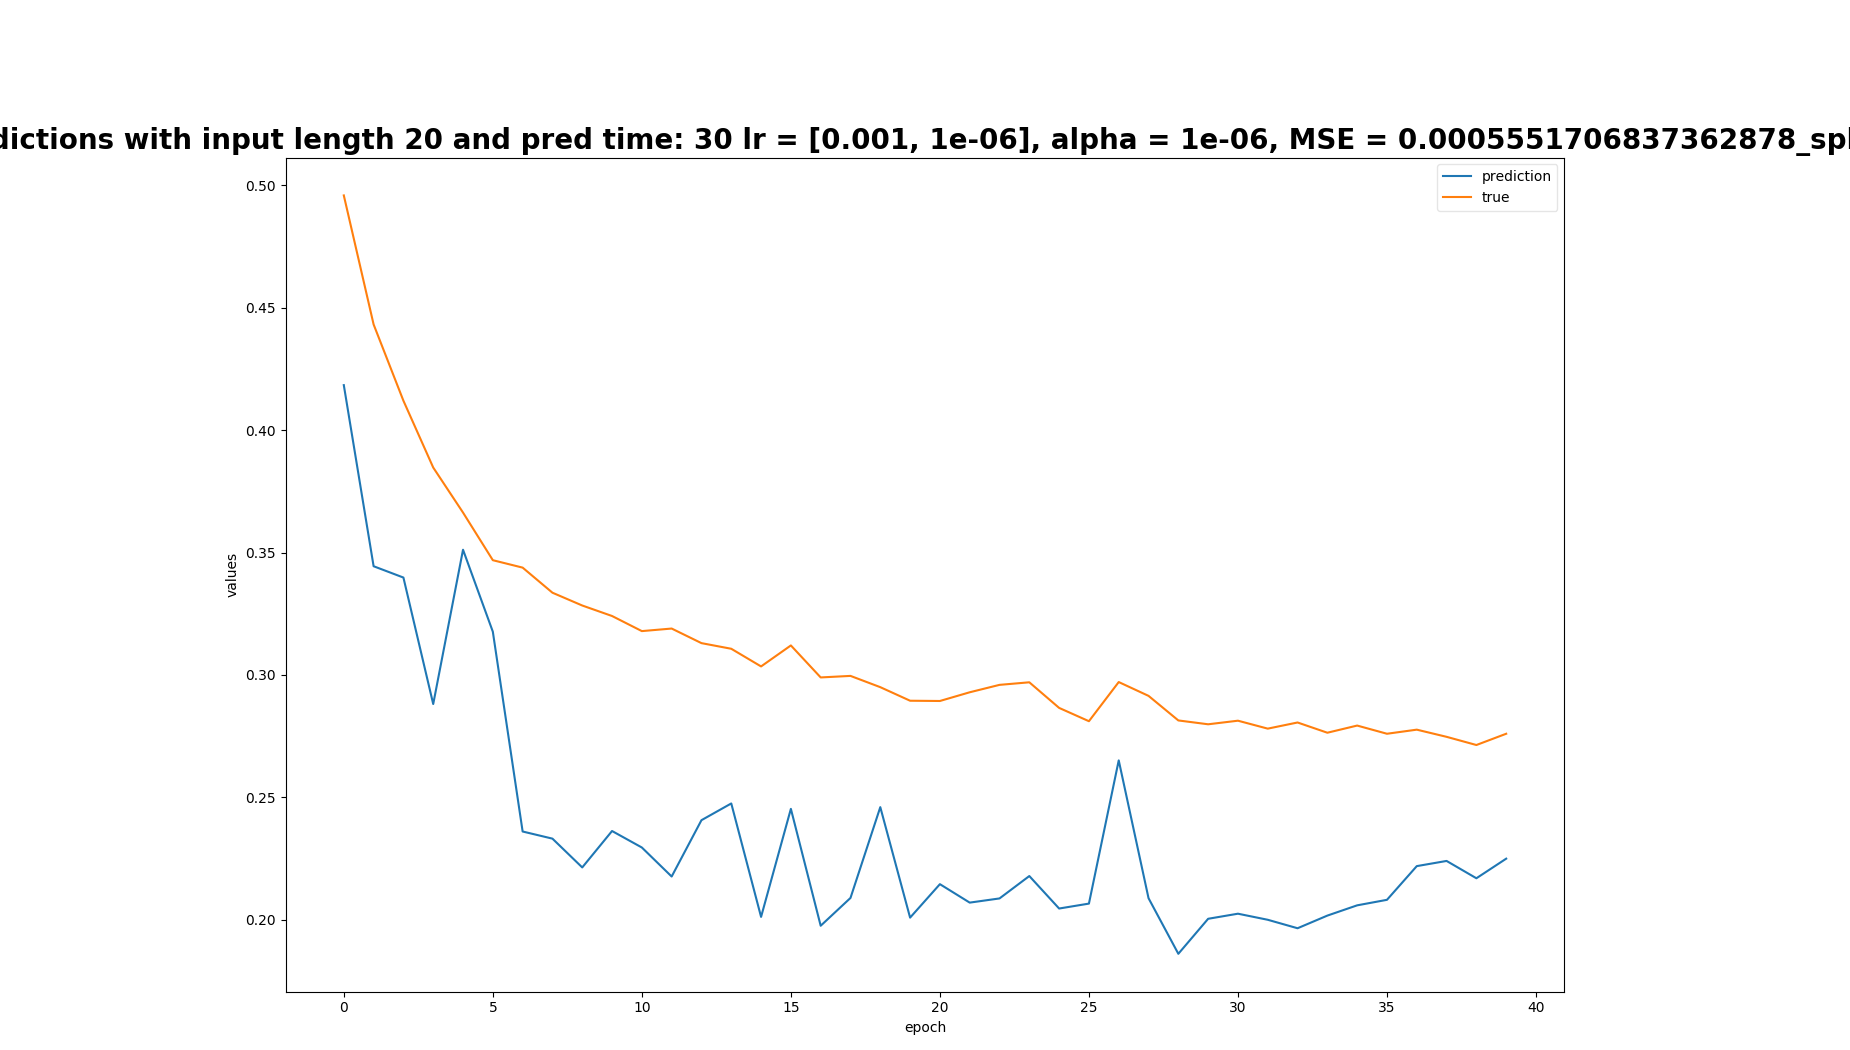 dictions with input length 20 and pred time: 30 lr = [0.001, 1e-06], alpha = 1e-06, MSE = 0.0005551706837362878_spl
prediction
true
0.50
0.45
0.40
0.35
0.30
0.25
0.20
values
0 5 10 15 20 25 30 35 40
epoch